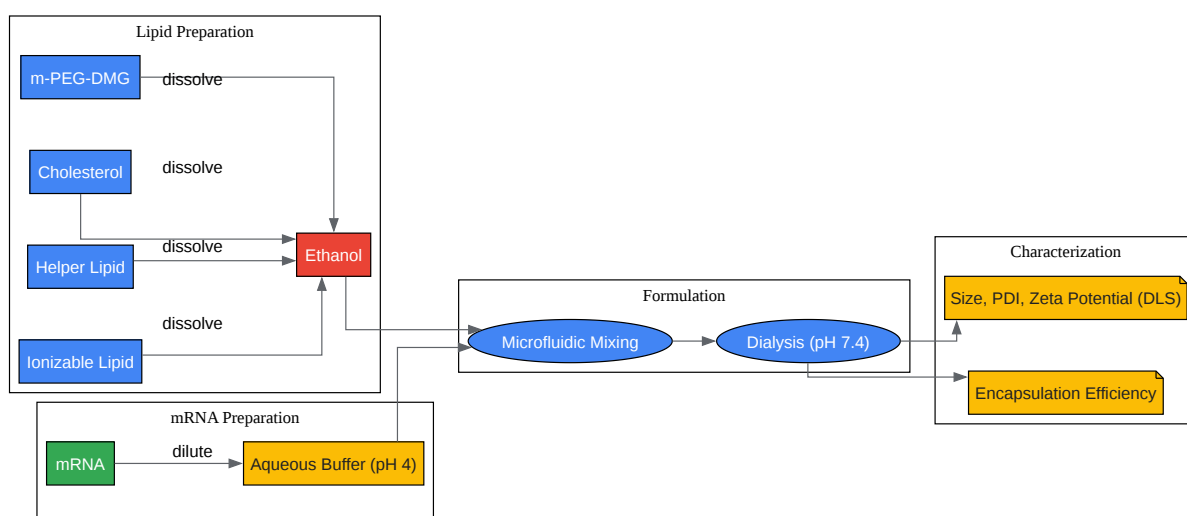 Lipid Preparation
m-PEG-DMG
dissolve
Cholesterol
dissolve
Helper Lipid
dissolve
Ethanol
Ionizable Lipid
dissolve
mRNA Preparation
mRNA
dilute
Aqueous Buffer (pH 4)
Formulation
Microfluidic Mixing
Dialysis (pH 7.4)
Characterization
Size, PDI, Zeta Potential (DLS)
Encapsulation Efficiency